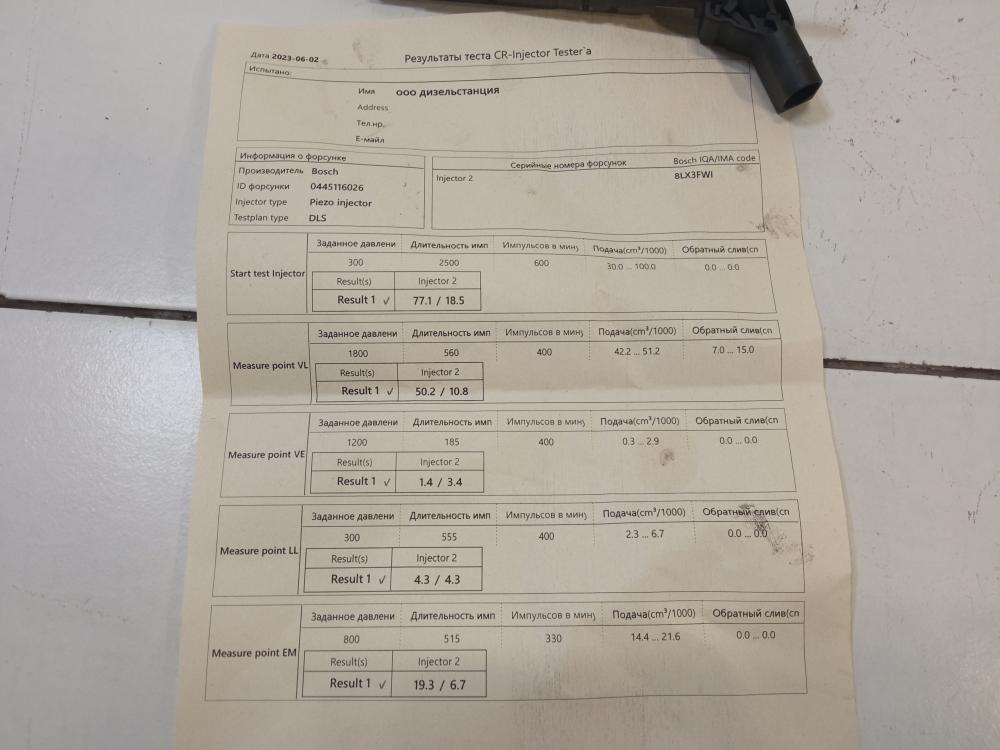 Дата 2023-06-02 Результаты теста CR-Injector Tester`a
Испытано:
Имя ооо дизельстанция
Address
Тел.нр.
Е-майл
Информация о форсунке
Производитель Bosch
ID форсунки 0445116026
Injector type Piezo injector
Testplan type DLS
Серийные номера форсунок Bosch IQA/IMA code
Injector 2 8LX3FWI
Start test Injector
Заданное давлени Длительность имп Импульсов в мину Подача(cm³/1000) Обратный слив(cп
300 2500 600 30.0 ... 100.0 0.0 ... 0.0
Result(s) Injector 2
Result 1 ✓ 77.1 / 18.5
Measure point VL
Заданное давлени Длительность имп Импульсов в мину Подача(cm³/1000) Обратный слив(сп
1800 560 400 42.2 ... 51.2 7.0 ... 15.0
Result(s) Injector 2
Result 1 ✓ 50.2 / 10.8
Measure point VE
Заданное давлени Длительность имп Импульсов в мину Подача(cm³/1000) Обратный слив(сп
1200 185 400 0.3 ... 2.9 0.0 ... 0.0
Result(s) Injector 2
Result 1 ✓ 1.4 / 3.4
Measure point LL
Заданное давлени Длительность имп Импульсов в мину Подача(cm³/1000) Обратный слив(сп
300 555 400 2.3 ... 6.7 0.0 ... 0.0
Result(s) Injector 2
Result 1 ✓ 4.3 / 4.3
Measure point EM
Заданное давлени Длительность имп Импульсов в мину Подача(cm³/1000) Обратный слив(сп
800 515 330 14.4 ... 21.6 0.0 ... 0.0
Result(s) Injector 2
Result 1 ✓ 19.3 / 6.7